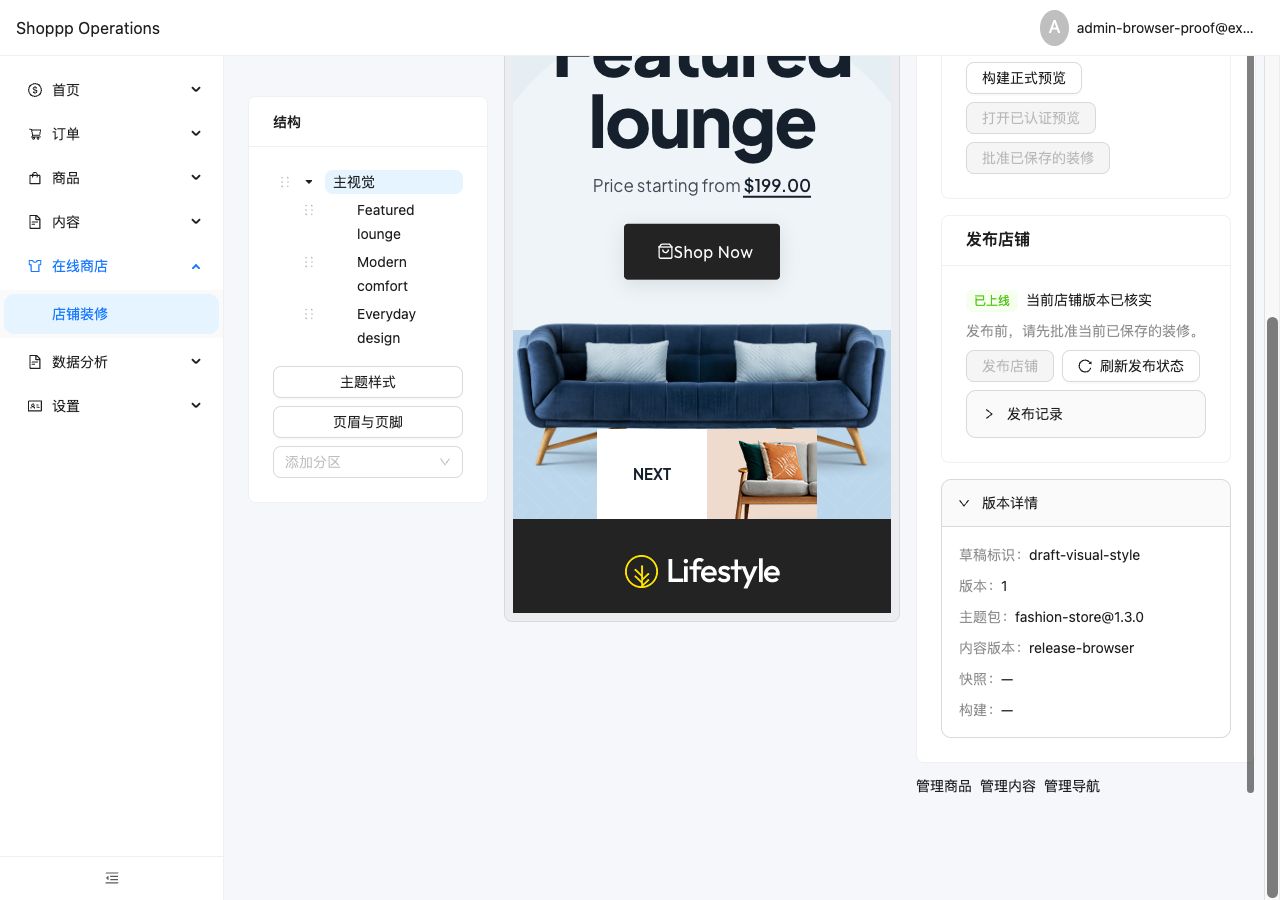 Shoppp Operations
A
admin-browser-proof@ex...
首页
订单
商品
内容
在线商店
店铺装修
数据分析
设置
结构
主视觉
Featured
lounge
Modern
comfort
Everyday
design
主题样式
页眉与页脚
添加分区
Featured
lounge
Price starting from $199.00
Shop Now
NEXT
Lifestyle
构建正式预览
打开已认证预览
批准已保存的装修
发布店铺
已上线 当前店铺版本已核实
发布前，请先批准当前已保存的装修。
发布店铺 刷新发布状态
发布记录
版本详情
草稿标识：draft-visual-style
版本：1
主题包：fashion-store@1.3.0
内容版本：release-browser
快照：—
构建：—
管理商品 管理内容 管理导航